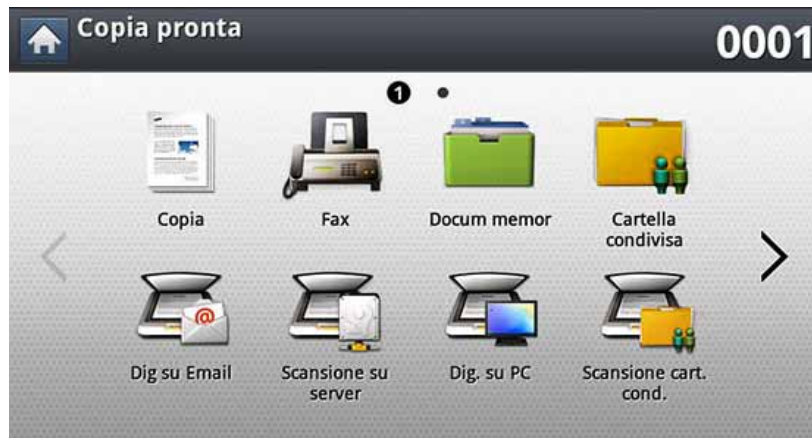 Copia pronta
0001
1
Copia
Fax
Docum memor
Cartella
condivisa
Dig su Email
Scansione su
server
Dig. su PC
Scansione cart.
cond.